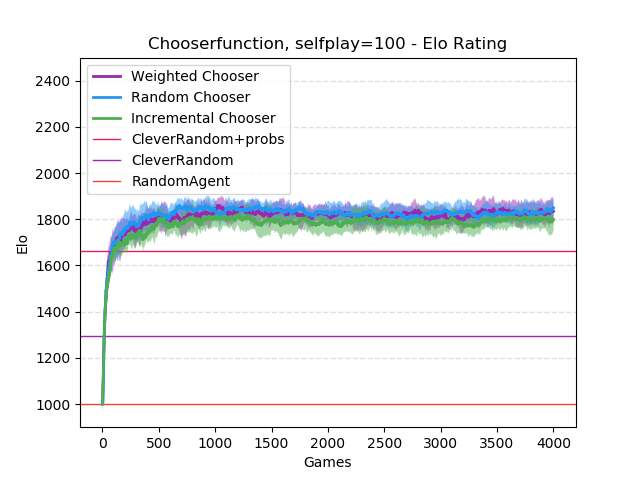 Chooserfunction, selfplay=100 - Elo Rating
Weighted Chooser
Random Chooser
Incremental Chooser
CleverRandom+probs
CleverRandom
RandomAgent
Elo
2400
2200
2000
1800
1600
1400
1200
1000
0 500 1000 1500 2000 2500 3000 3500 4000
Games